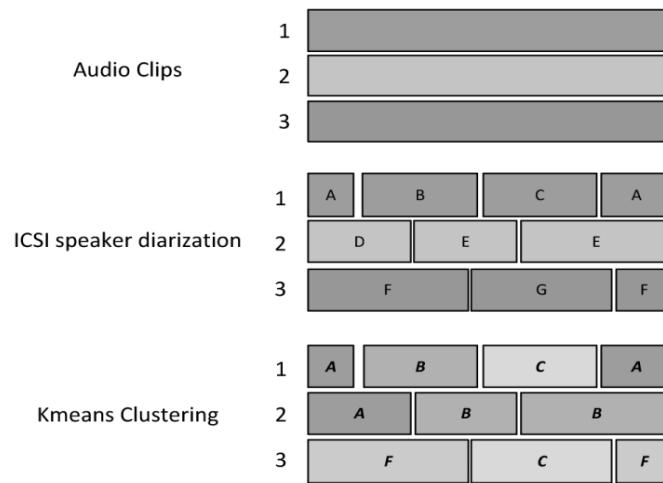 Audio Clips
1
2
3
ICSI speaker diarization
1 A B C A
2 D E E
3 F G F
Kmeans Clustering
1 A B C A
2 A B B
3 F C F